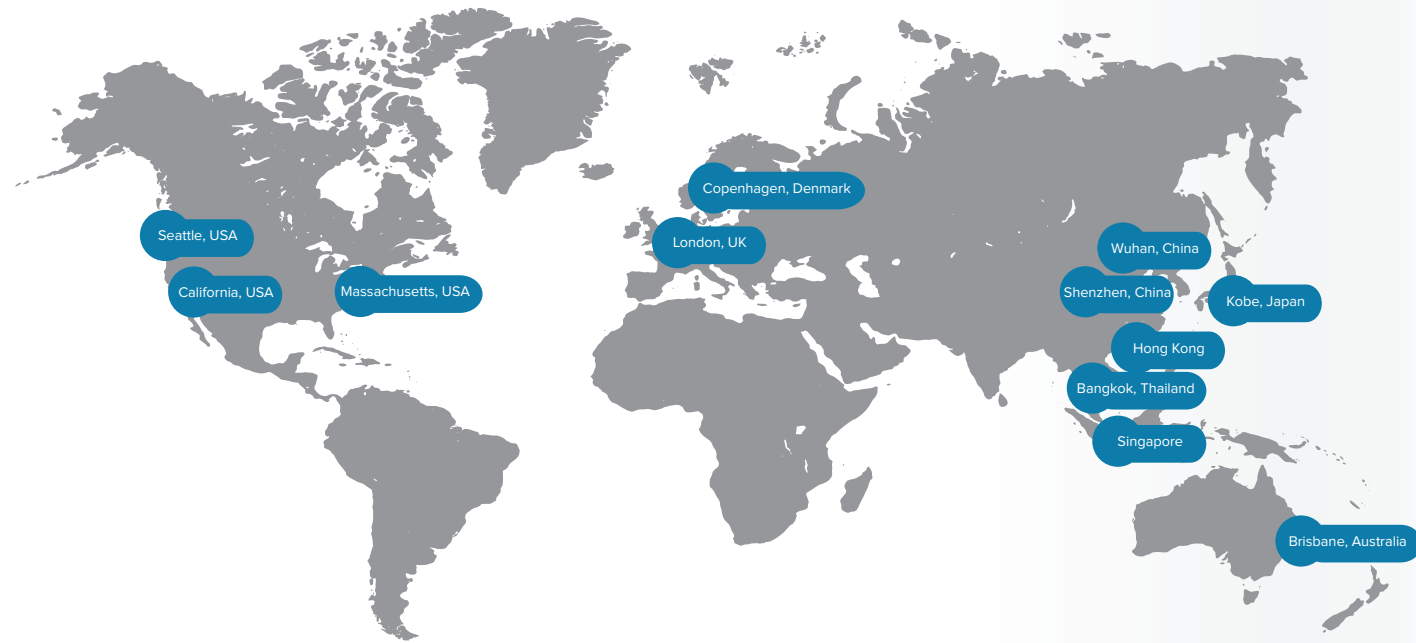 Copenhagen, Denmark
Seattle, USA
London, UK
Wuhan, China
California, USA
Massachusetts, USA
Shenzhen, China
Kobe, Japan
Hong Kong
Bangkok, Thailand
Singapore
Brisbane, Australia